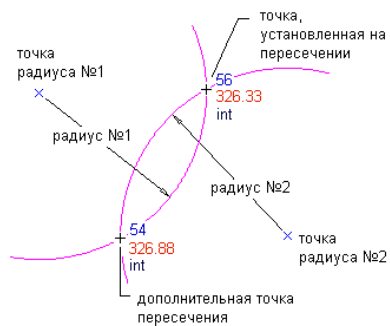 точка,
установленная на
пересечении
точка
радиуса №1
56
326.33
int
радиус №1
радиус №2
54
326.88
int
точка
радиуса №2
дополнительная точка
пересечения